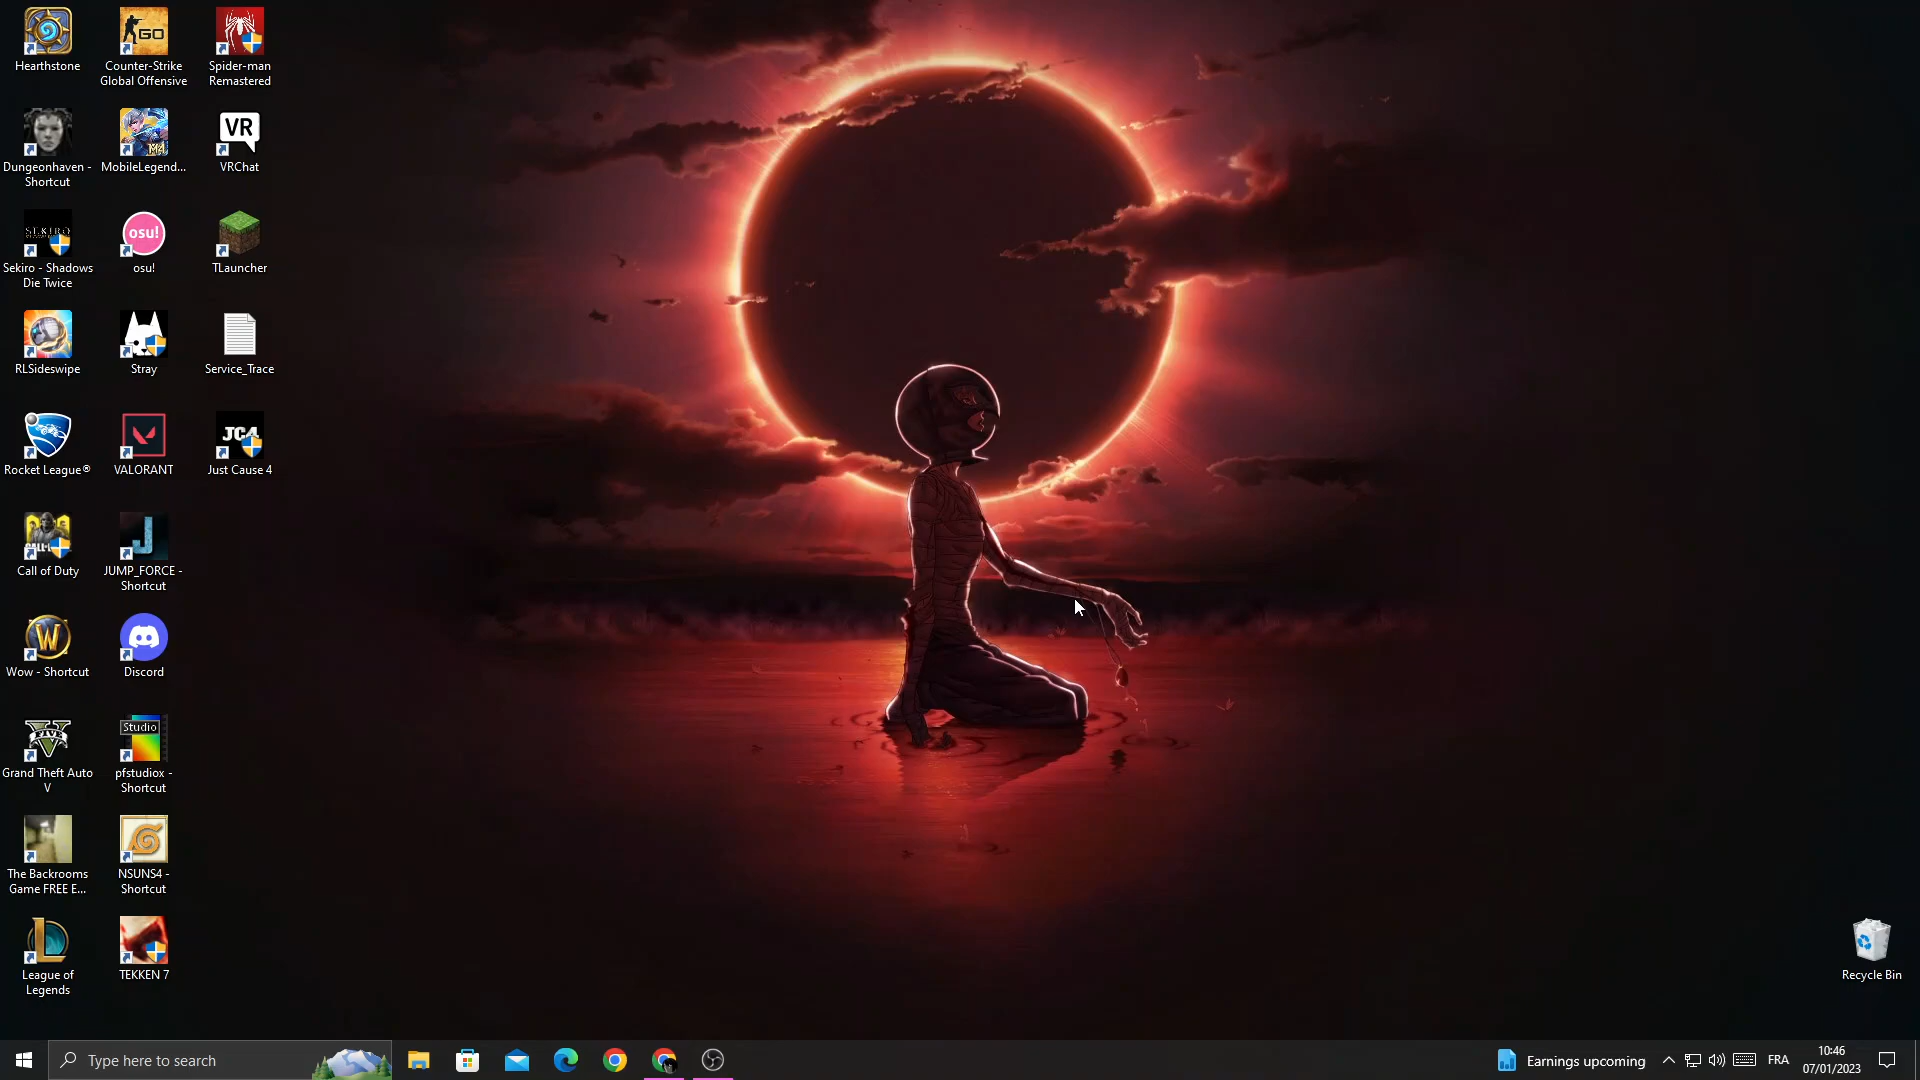 Hearthstone
Counter-Strike
Global Offensive
Spider-man
Remastered
Dungeonhaven -
Shortcut
MobileLegend...
VR
VRChat
SEKIRO
Sekiro - Shadows
Die Twice
osu!
osu!
TLauncher
RLSideswipe
Stray
Service_Trace
Rocket League®
VALORANT
JC4
Just Cause 4
Call of Duty
JUMP_FORCE -
Shortcut
Wow - Shortcut
Discord
Grand Theft Auto
V
Studio
pfstudiox -
Shortcut
The Backrooms
Game FREE E...
NSUNS4 -
Shortcut
League of
Legends
TEKKEN 7
Recycle Bin
Type here to search
Earnings upcoming
FRA
10:46
07/01/2023